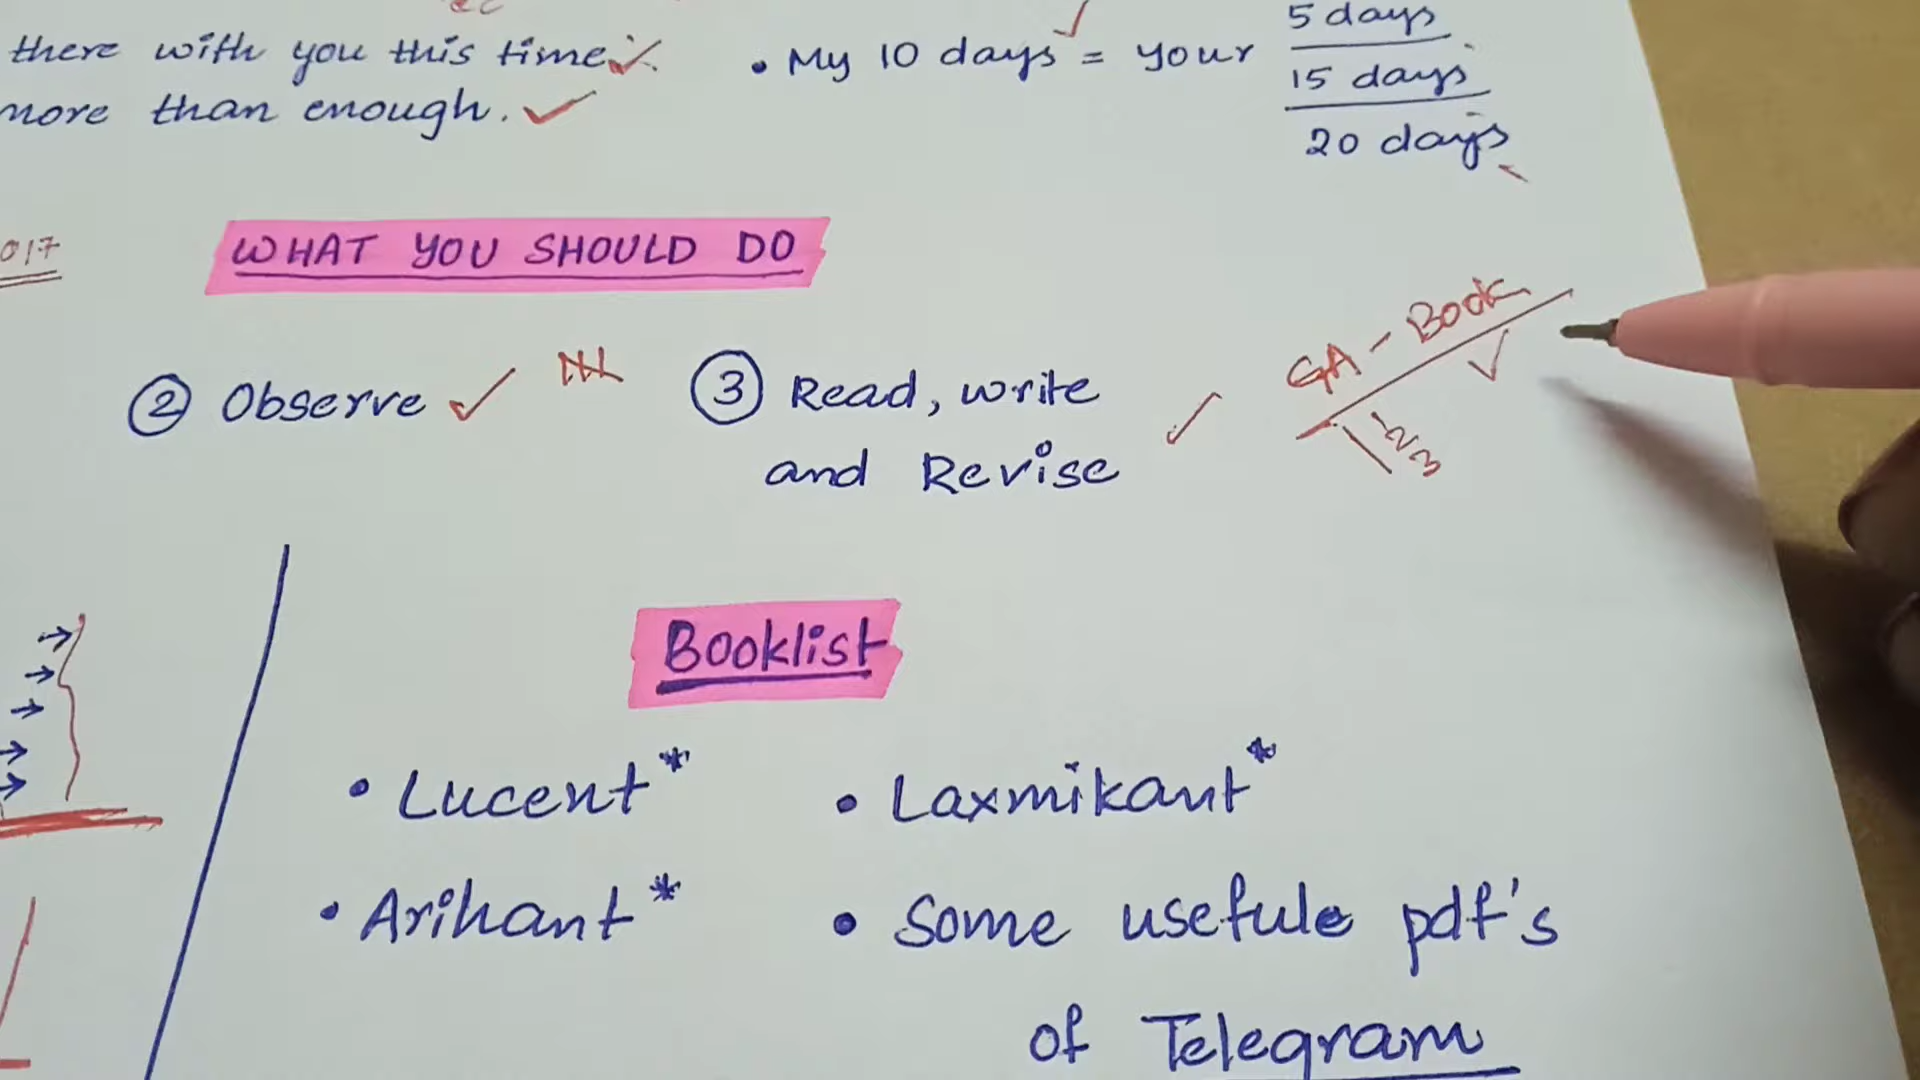 there with you this time
more than enough.
• My 10 days = your
5 days
15 days
20 days
017
WHAT YOU SHOULD DO
② Observe
③ Read, write
and Revise
GA - Book
1
2
3
Booklist
• Lucent*
• Laxmikant*
• Arihant*
• Some usefule pdf's
of Telegram